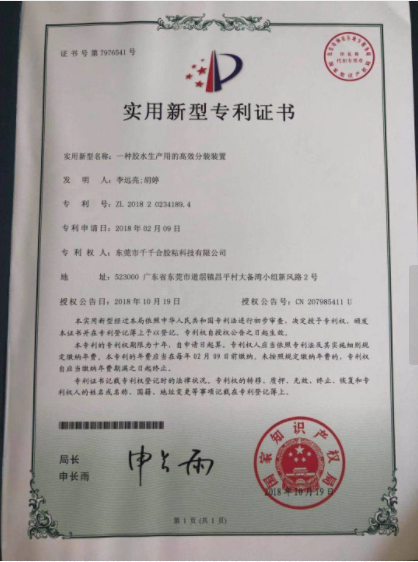 证书号第7976541号
实用新型专利证书
实用新型名称：一种胶水生产用的高效分装装置
发明人：李远亮;胡婷
专利号：ZL 2018 2 0234189.4
专利申请日：2018年02月09日
专利权人：东莞市千千合胶粘科技有限公司
地址：523000 广东省东莞市道滘镇昌平村大备湾小组新风路2号
授权公告日：2018年10月19日 授权公告号：CN 207985411 U
本实用新型经过本局依照中华人民共和国专利法进行初步审查，决定授予专利权，颁发
本证书并在专利登记簿上予以登记。专利权自授权公告之日起生效。
本专利的专利权期限为十年，自申请日起算。专利权人应当依照专利法及其实施细则规
定缴纳年费。本专利的年费应当在每年02月09日前缴纳。未按照规定缴纳年费的，专利权
自应当缴纳年费期满之日起终止。
专利证书记载专利权登记时的法律状况。专利权的转移、质押、无效、终止、恢复和专
利权人的姓名或名称、国籍、地址变更等事项记载在专利登记簿上。
局长
申长雨
申长雨
国家知识产权局
2018年10月19日
第1页(共1页)